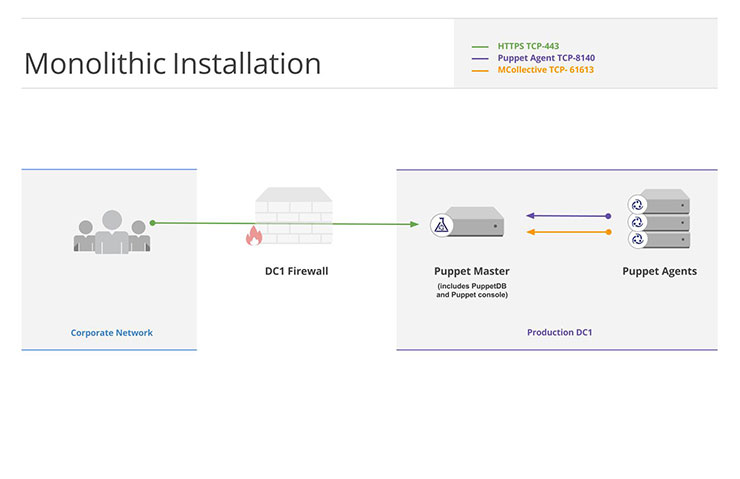 Monolithic Installation
HTTPS TCP-443
Puppet Agent TCP-8140
MCollective TCP- 61613
DC1 Firewall
Puppet Master
(includes PuppetDB
and Puppet console)
Puppet Agents
Corporate Network
Production DC1